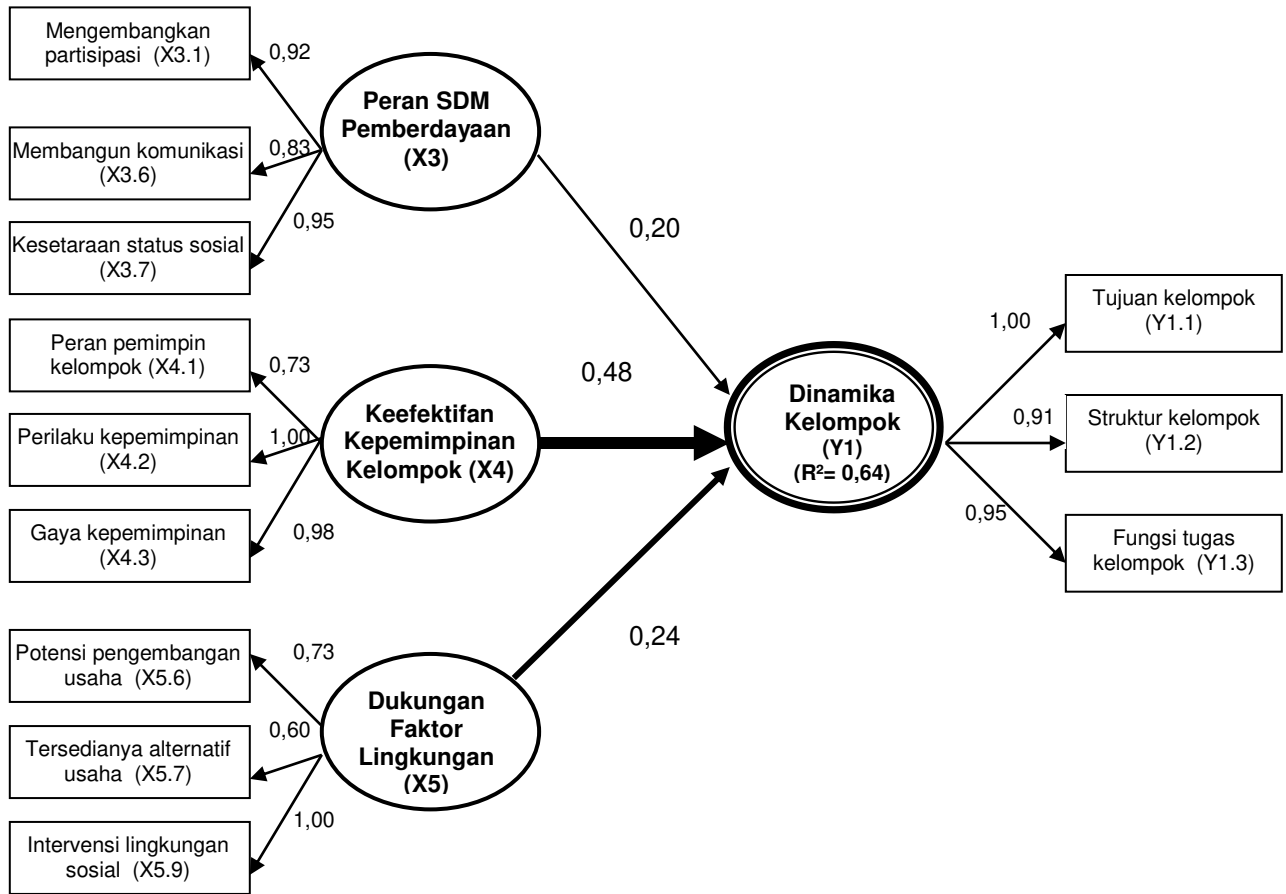 Mengembangkan
partisipasi (X3.1)
0,92
Membangun komunikasi
(X3.6)
0,83
Kesetaraan status sosial
(X3.7)
0,95
Peran SDM
Pemberdayaan
(X3)
0,20
Peran pemimpin
kelompok (X4.1)
0,73
Perilaku kepemimpinan
(X4.2)
1,00
Gaya kepemimpinan
(X4.3)
0,98
Keefektifan
Kepemimpinan
Kelompok (X4)
0,48
Potensi pengembangan
usaha (X5.6)
0,73
Tersedianya alternatif
usaha (X5.7)
0,60
Intervensi lingkungan
sosial (X5.9)
1,00
Dukungan
Faktor
Lingkungan
(X5)
0,24
Dinamika
Kelompok
(Y1)
(R²= 0,64)
1,00
Tujuan kelompok
(Y1.1)
0,91
Struktur kelompok
(Y1.2)
0,95
Fungsi tugas
kelompok (Y1.3)